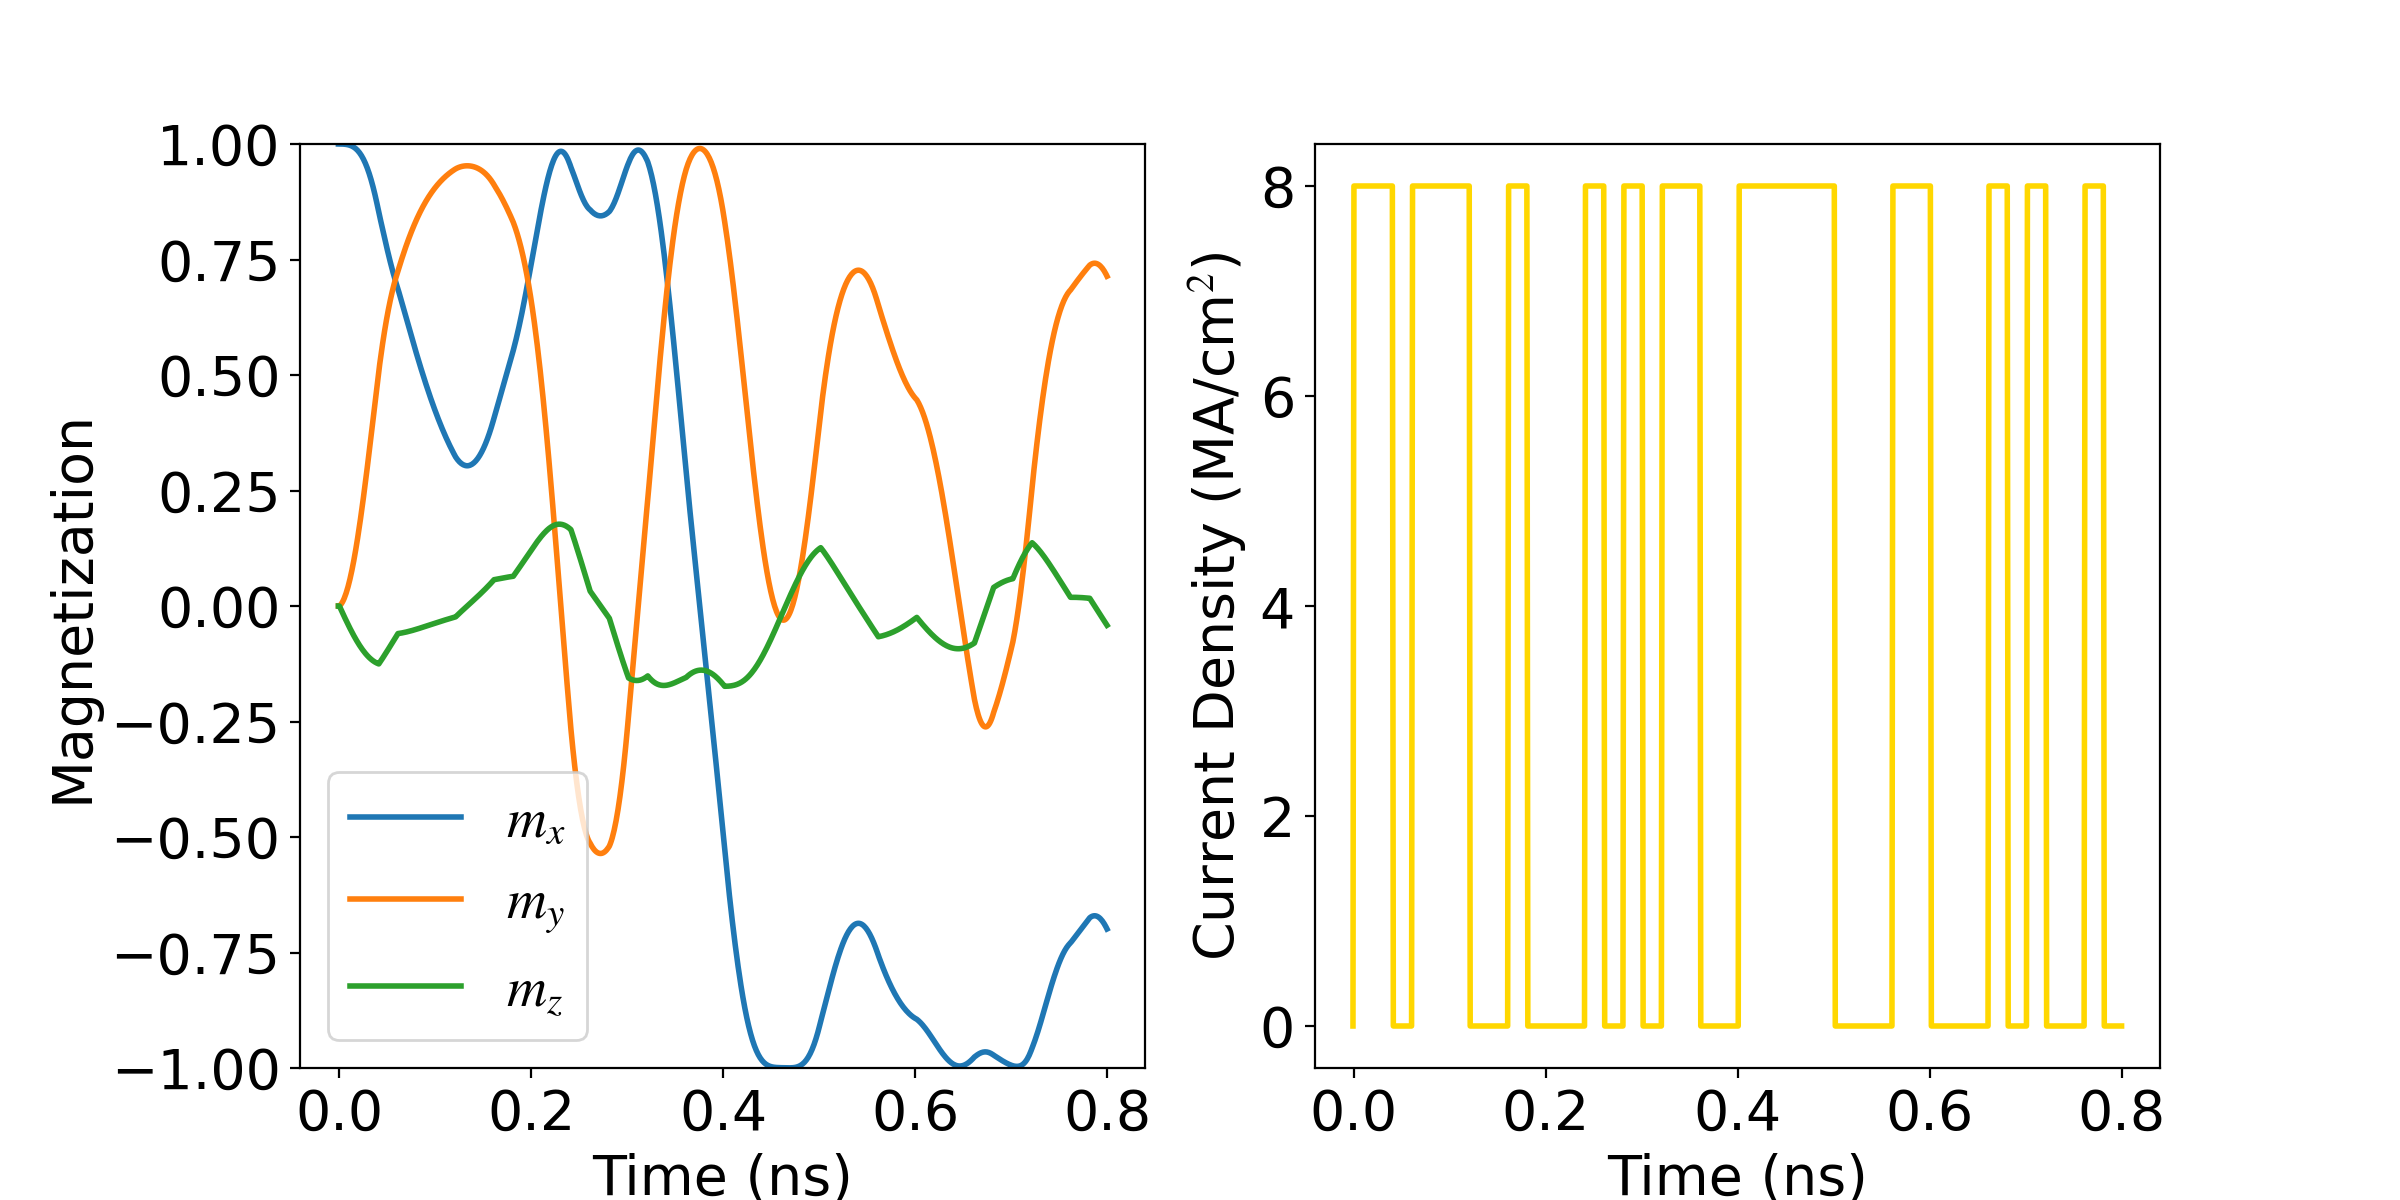 Magnetization
1.00
0.75
0.50
0.25
0.00
−0.25
−0.50
−0.75
−1.00
m_x
m_y
m_z
0.0 0.2 0.4 0.6 0.8
Time (ns)
Current Density (MA/cm²)
8
6
4
2
0
0.0 0.2 0.4 0.6 0.8
Time (ns)